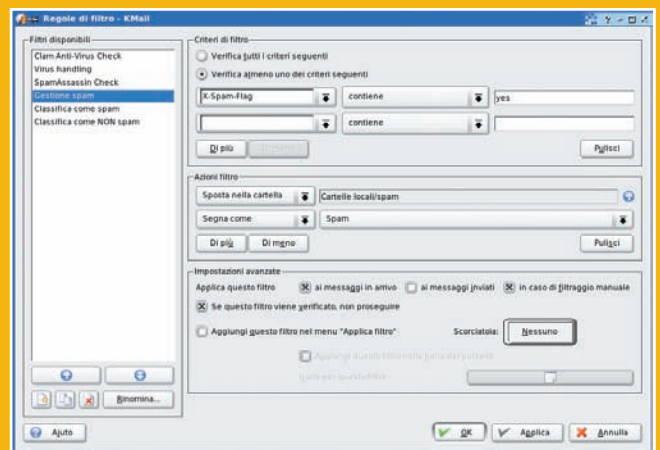 Regole di filtro - KMail
Filtri disponibili
Clam Anti-Virus Check
Virus handling
SpamAssassin Check
Gestione spam
Classifica come spam
Classifica come NON spam
Rinomina...
Criteri di filtro
Verifica tutti i criteri seguenti
Verifica almeno uno dei criteri seguenti
X-Spam-Flag contiene yes
contiene
Di più Di meno Pulisci
Azioni filtro
Sposta nella cartella Cartelle locali/spam
Segna come Spam
Di più Di meno Pulisci
Impostazioni avanzate
Applica questo filtro ai messaggi in arrivo ai messaggi inviati in caso di filtraggio manuale
Se questo filtro viene verificato, non proseguire
Aggiungi questo filtro nel menu "Applica filtro" Scorciatoia: Nessuno
Aiuto OK Applica Annulla